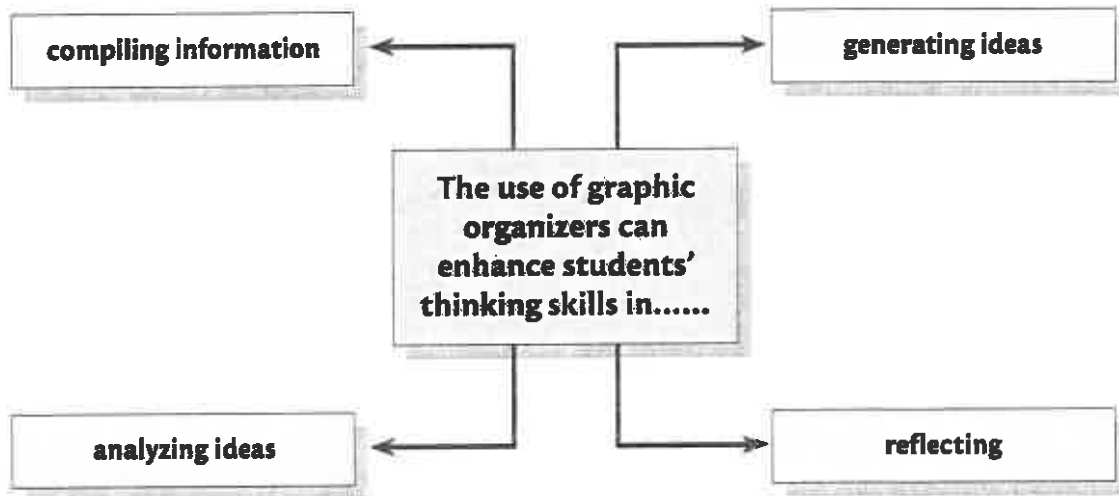 compiling information
generating ideas
The use of graphic
organizers can
enhance students'
thinking skills in......
analyzing ideas
reflecting